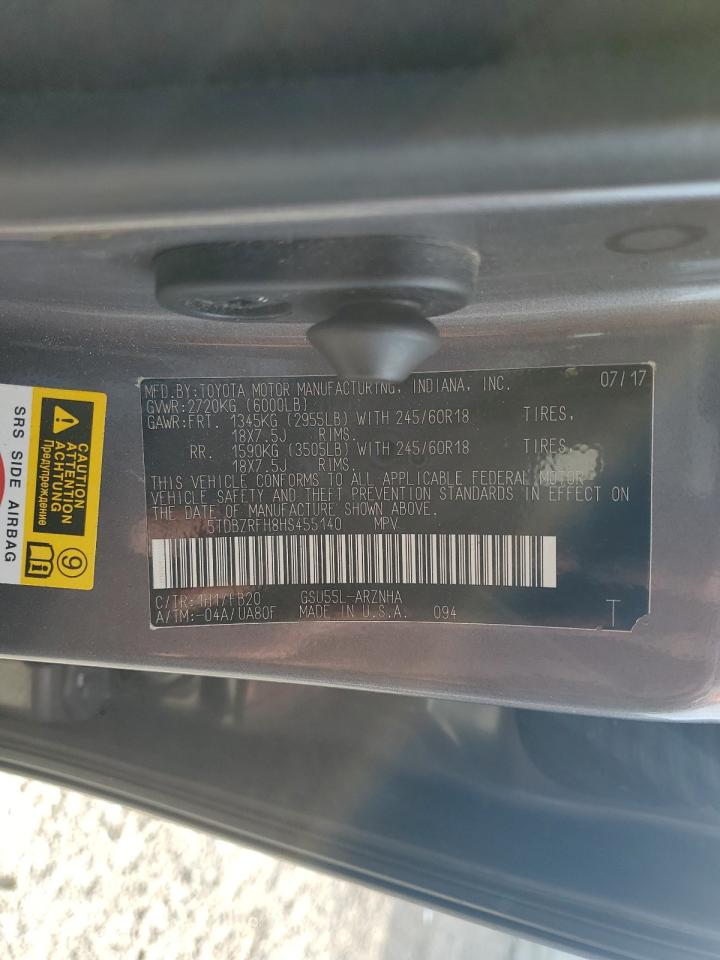 MFD.BY:TOYOTA MOTOR MANUFACTURING, INDIANA, INC. 07/17
GVWR:2720KG (6000LB)
GAWR:FRT. 1345KG (2955LB) WITH 245/60R18 TIRES,
18X7.5J RIMS.
RR. 1590KG (3505LB) WITH 245/60R18 TIRES,
18X7.5J RIMS.
THIS VEHICLE CONFORMS TO ALL APPLICABLE FEDERAL MOTOR
VEHICLE SAFETY AND THEFT PREVENTION STANDARDS IN EFFECT ON
THE DATE OF MANUFACTURE SHOWN ABOVE.
5TDBZRFH8HS455140 MPV
C/TR:1H1/FB20 GSU55L-ARZNHA
A/TM:-04A/UA80F MADE IN U.S.A. 094
T
SRS SIDE AIRBAG
CAUTION
ATTENTION
ACHTUNG
Предупреждение
9